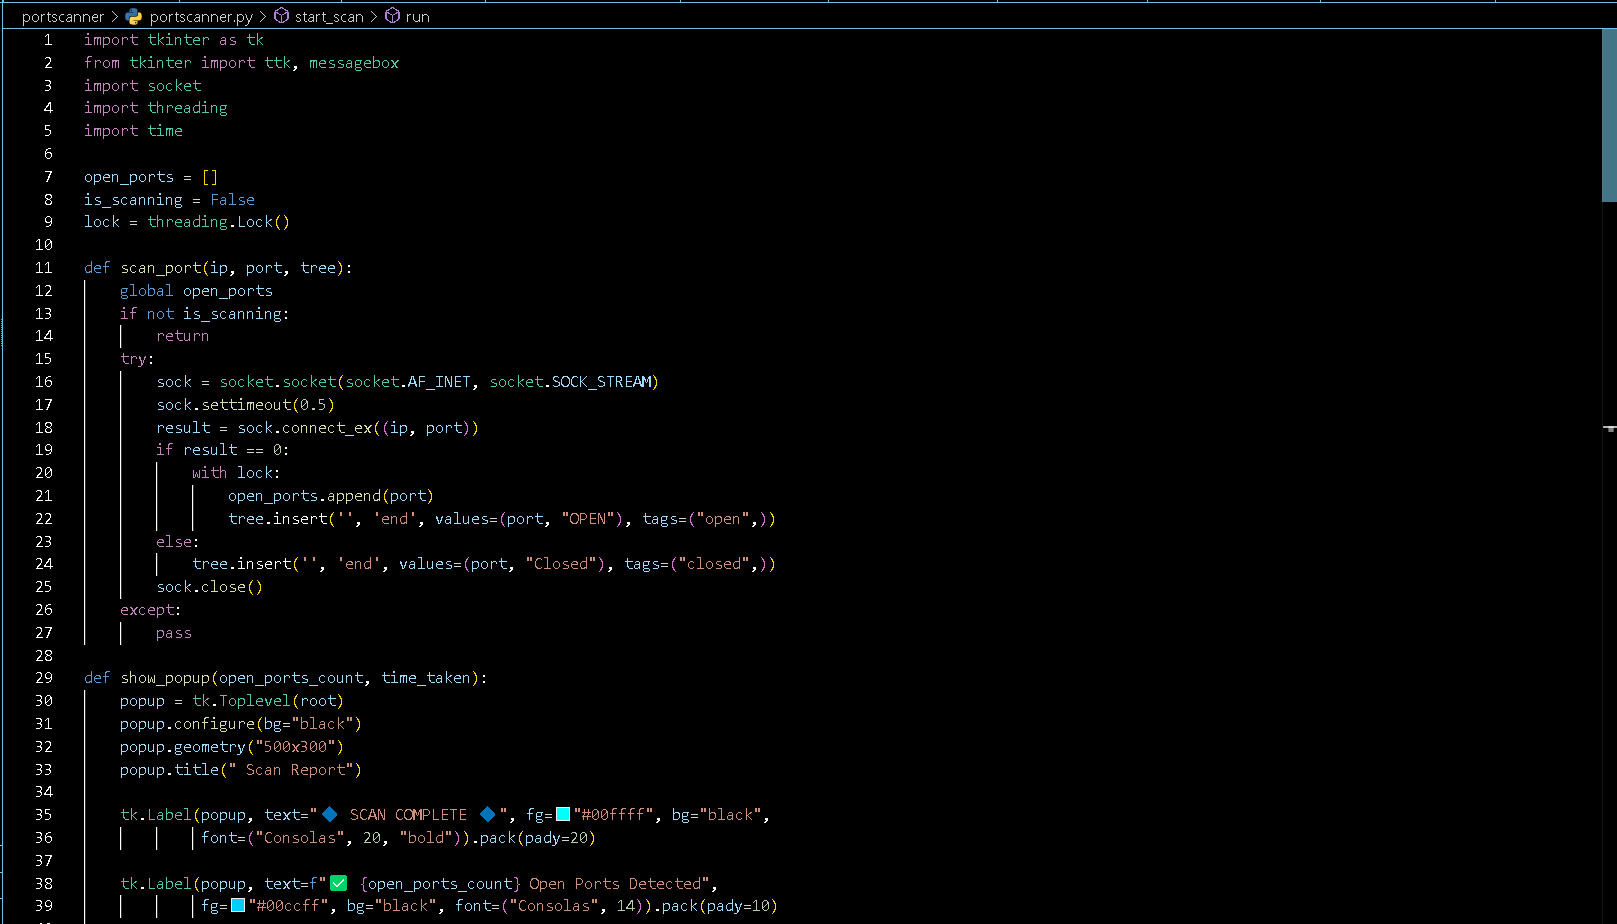 portscanner > portscanner.py > start_scan > run
1 import tkinter as tk
2 from tkinter import ttk, messagebox
3 import socket
4 import threading
5 import time
6
7 open_ports = []
8 is_scanning = False
9 lock = threading.Lock()
10
11 def scan_port(ip, port, tree):
12     global open_ports
13     if not is_scanning:
14         return
15     try:
16         sock = socket.socket(socket.AF_INET, socket.SOCK_STREAM)
17         sock.settimeout(0.5)
18         result = sock.connect_ex((ip, port))
19         if result == 0:
20             with lock:
21                 open_ports.append(port)
22                 tree.insert('', 'end', values=(port, "OPEN"), tags=("open",))
23         else:
24             tree.insert('', 'end', values=(port, "Closed"), tags=("closed",))
25         sock.close()
26     except:
27         pass
28
29 def show_popup(open_ports_count, time_taken):
30     popup = tk.Toplevel(root)
31     popup.configure(bg="black")
32     popup.geometry("500x300")
33     popup.title(" Scan Report")
34
35     tk.Label(popup, text="🔷 SCAN COMPLETE 🔷", fg="#00ffff", bg="black",
36              font=("Consolas", 20, "bold")).pack(pady=20)
37
38     tk.Label(popup, text=f"✅ {open_ports_count} Open Ports Detected",
39              fg="#00ccff", bg="black", font=("Consolas", 14)).pack(pady=10)